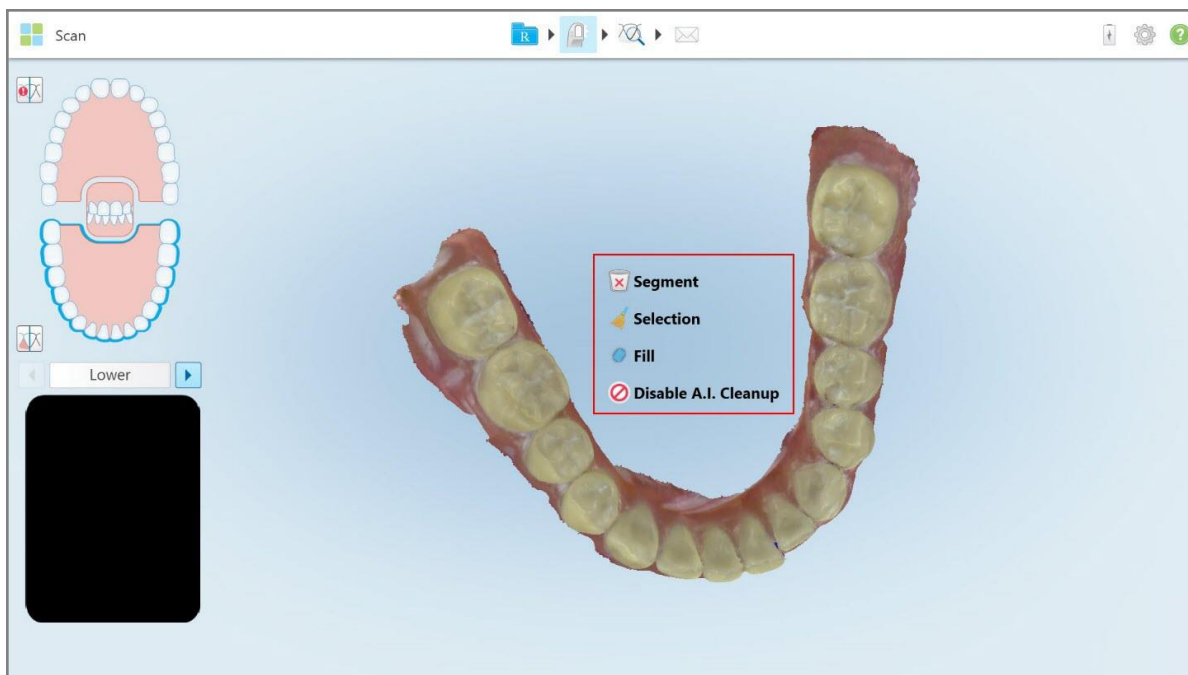 Scan
R
?
Lower
Segment
Selection
Fill
Disable A.I. Cleanup